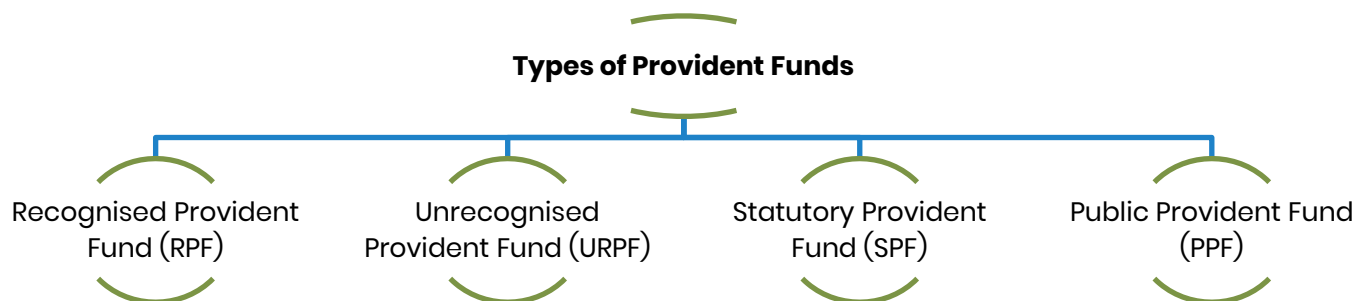 Types of Provident Funds
Recognised Provident
Fund (RPF)
Unrecognised
Provident Fund (URPF)
Statutory Provident
Fund (SPF)
Public Provident Fund
(PPF)